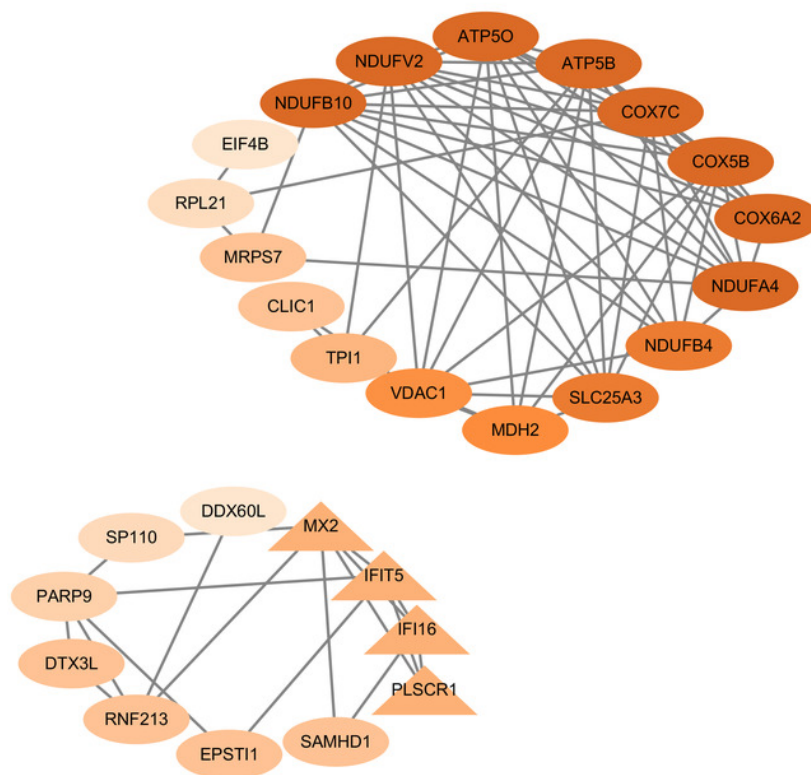 ATP5O
NDUFV2
ATP5B
NDUFB10
COX7C
EIF4B
COX5B
RPL21
COX6A2
MRPS7
NDUFA4
CLIC1
NDUFB4
TPI1
VDAC1
SLC25A3
MDH2
DDX60L
MX2
SP110
IFIT5
PARP9
IFI16
DTX3L
PLSCR1
RNF213
SAMHD1
EPSTI1